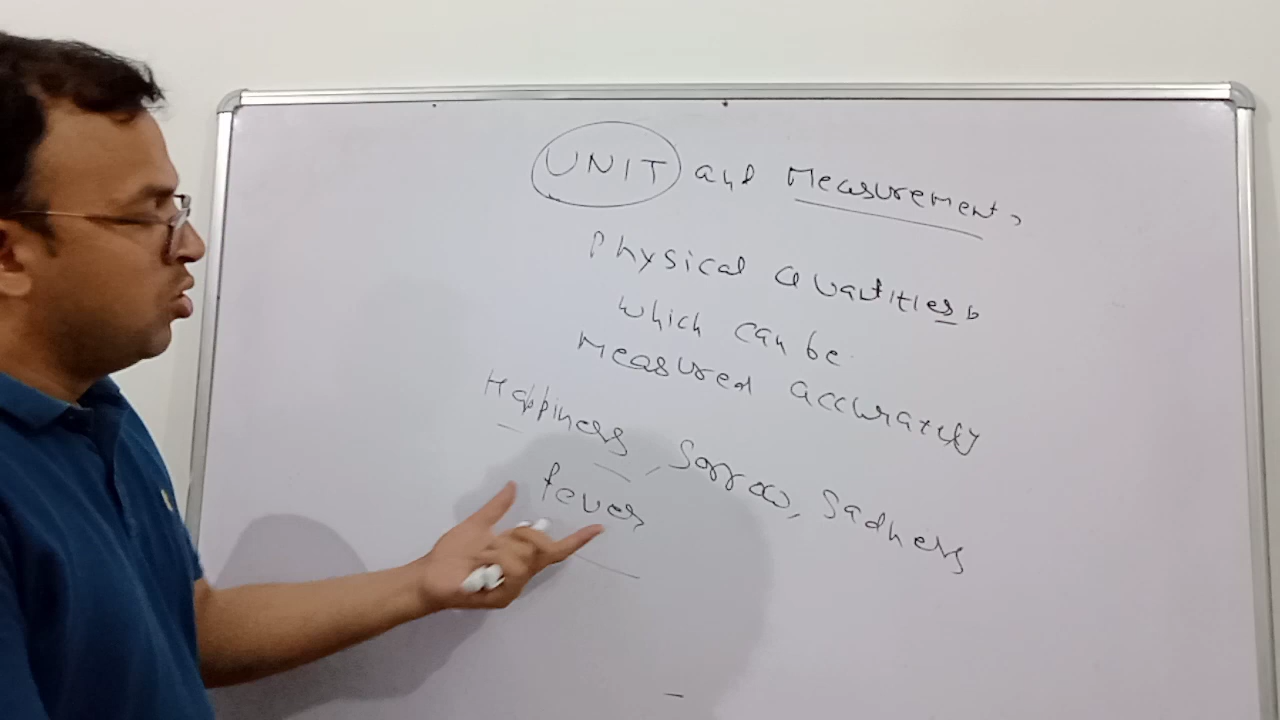 UNIT and Measurement,
Physical Quantities
which can be
Measured accurately
Happiness, Sorrow, Sadness
fever